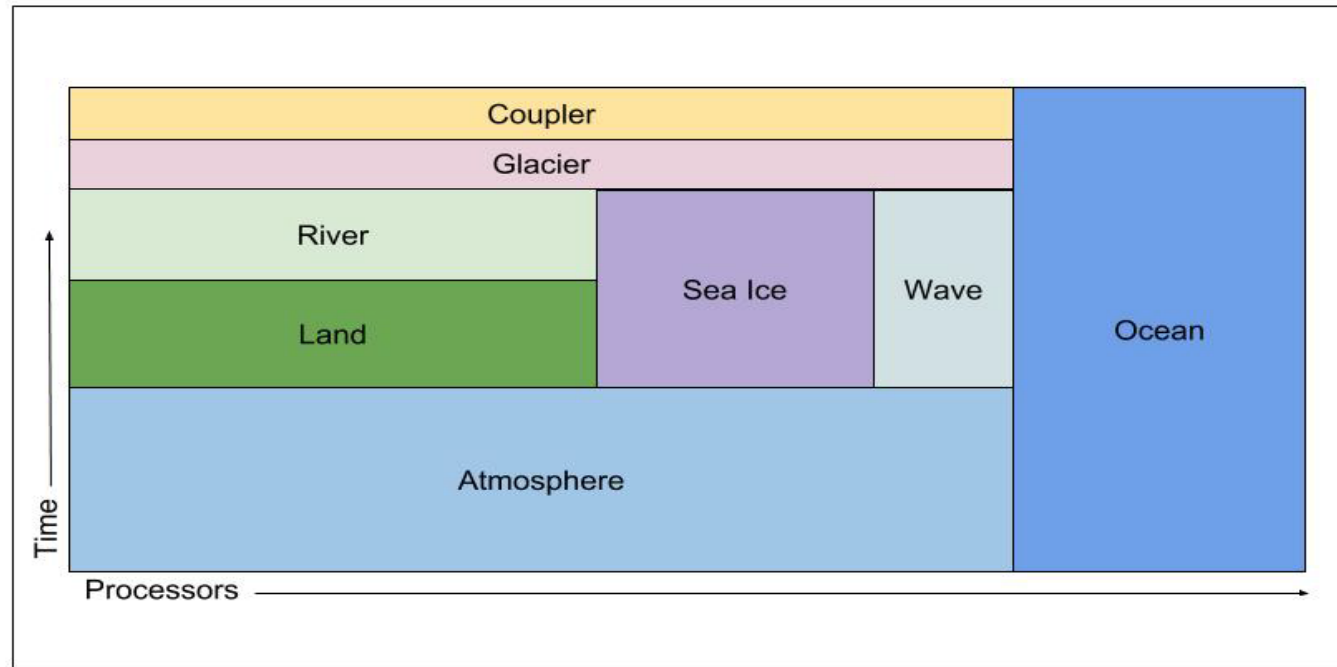 Coupler
Glacier
River
Sea Ice
Wave
Land
Ocean
Atmosphere
Time
Processors